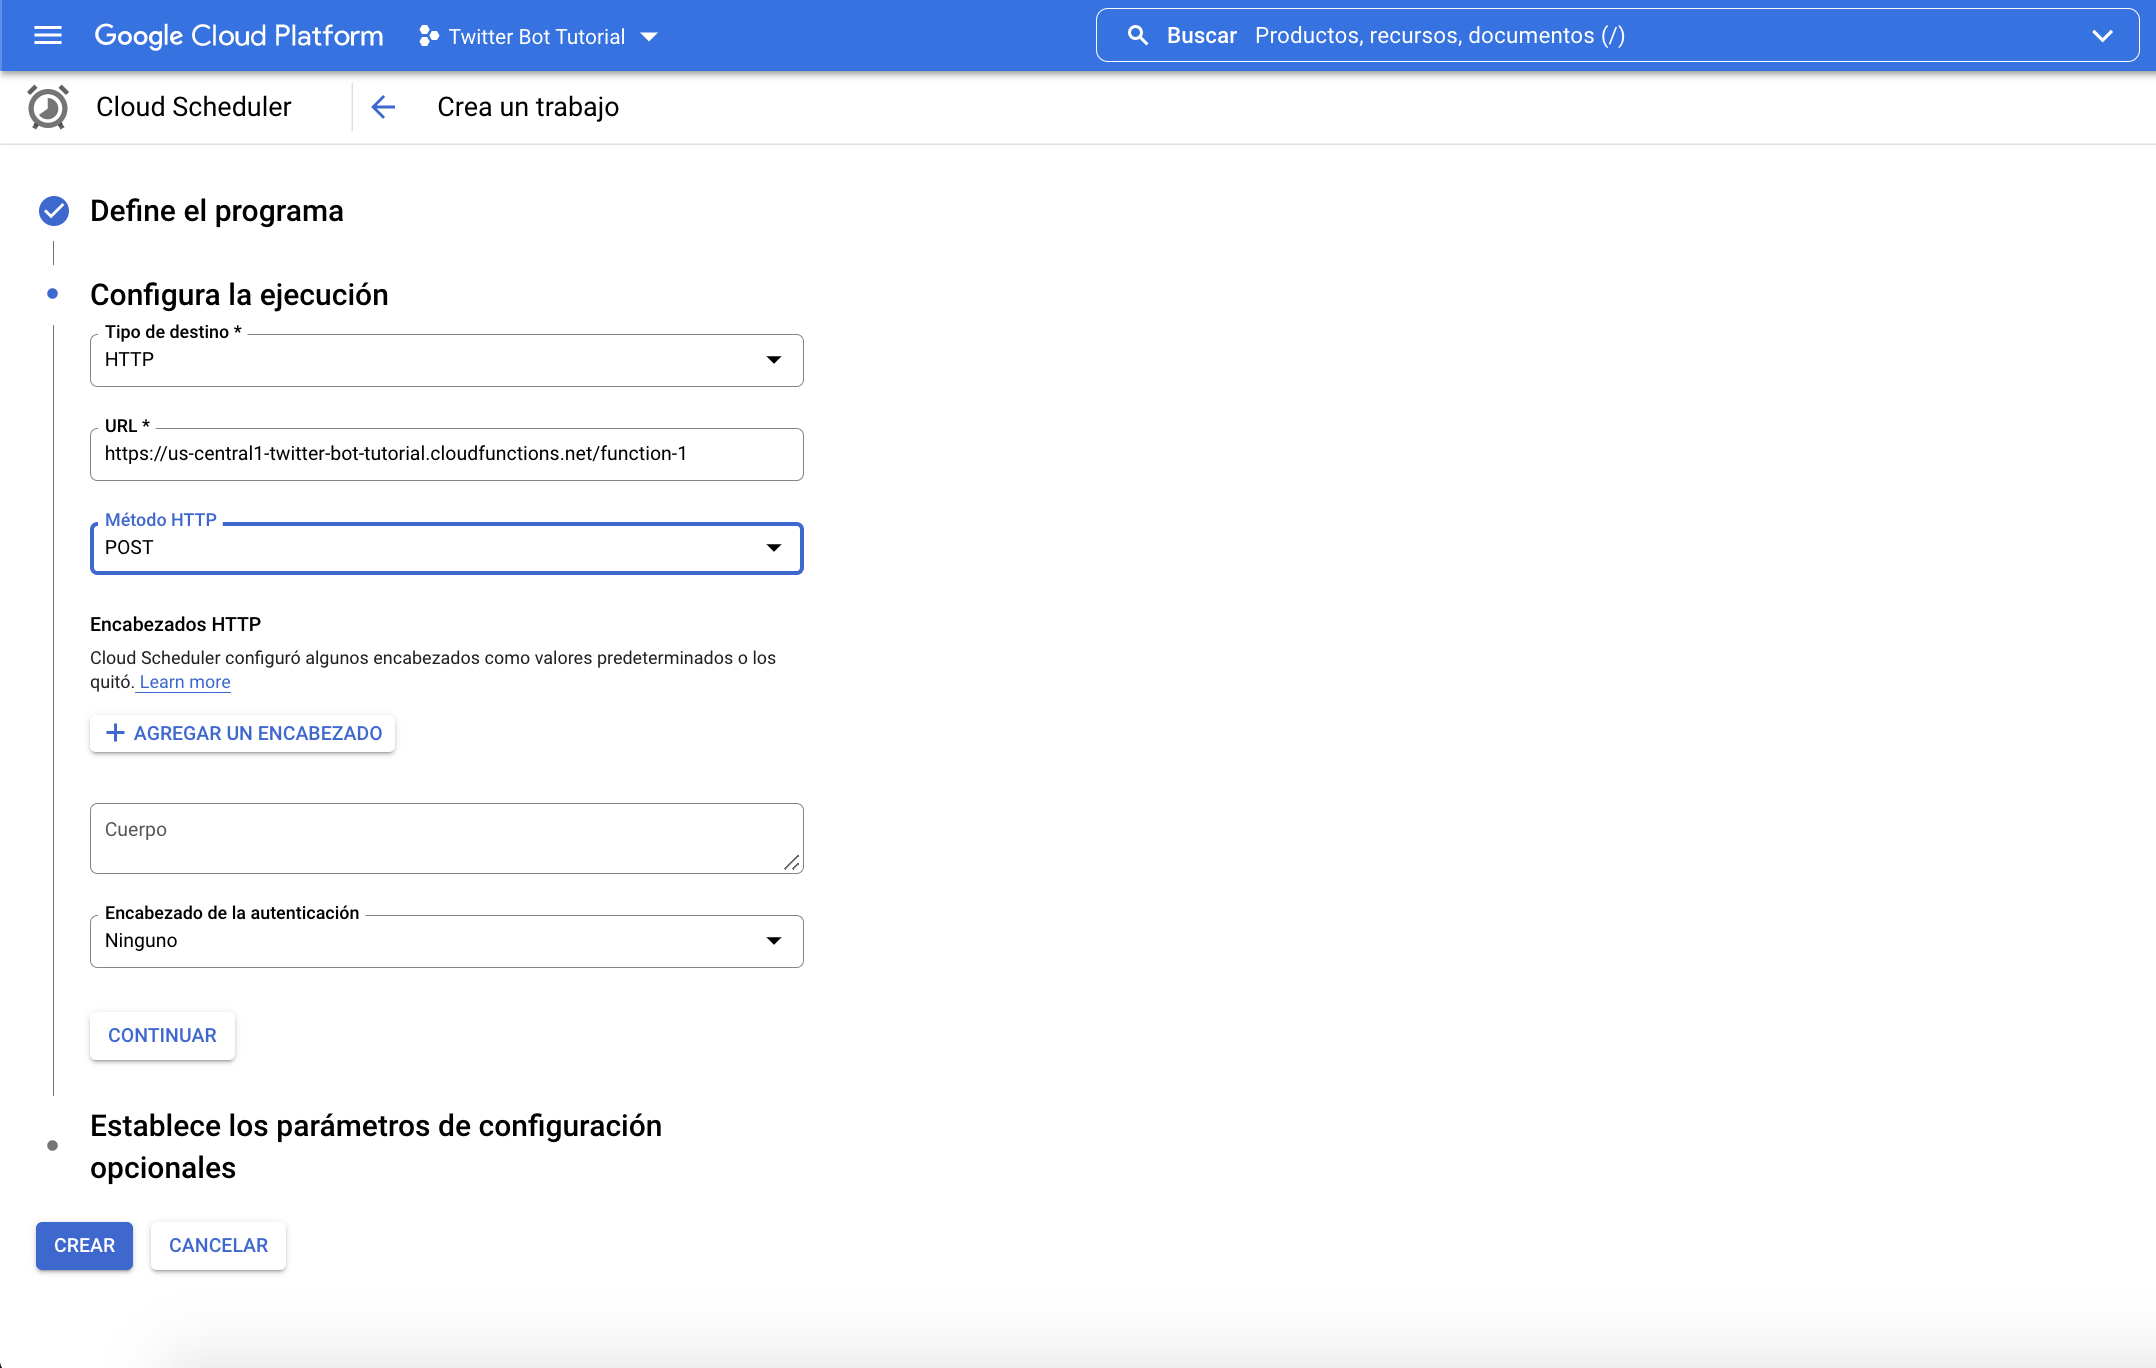 Google Cloud Platform
Twitter Bot Tutorial
Buscar Productos, recursos, documentos (/)
Cloud Scheduler
Crea un trabajo
Define el programa
Configura la ejecución
Tipo de destino *
HTTP
URL *
https://us-central1-twitter-bot-tutorial.cloudfunctions.net/function-1
Método HTTP
POST
Encabezados HTTP
Cloud Scheduler configuró algunos encabezados como valores predeterminados o los
quitó. Learn more
AGREGAR UN ENCABEZADO
Cuerpo
Encabezado de la autenticación
Ninguno
CONTINUAR
Establece los parámetros de configuración
opcionales
CREAR
CANCELAR